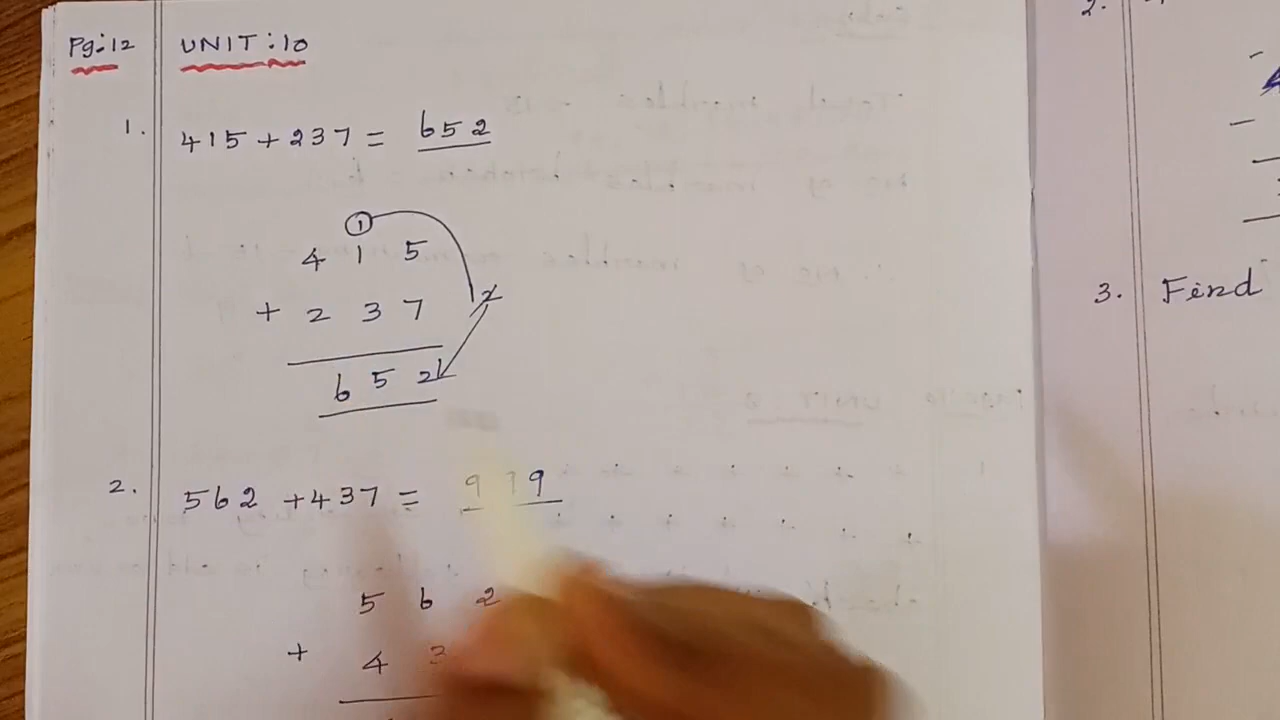 Pg:12 UNIT:10
1. 415 + 237 = 652
1
4 1 5
+ 2 3 7
2
6 5 2
2. 562 + 437 =
5 6 2
+ 4 3
2.
3. Find